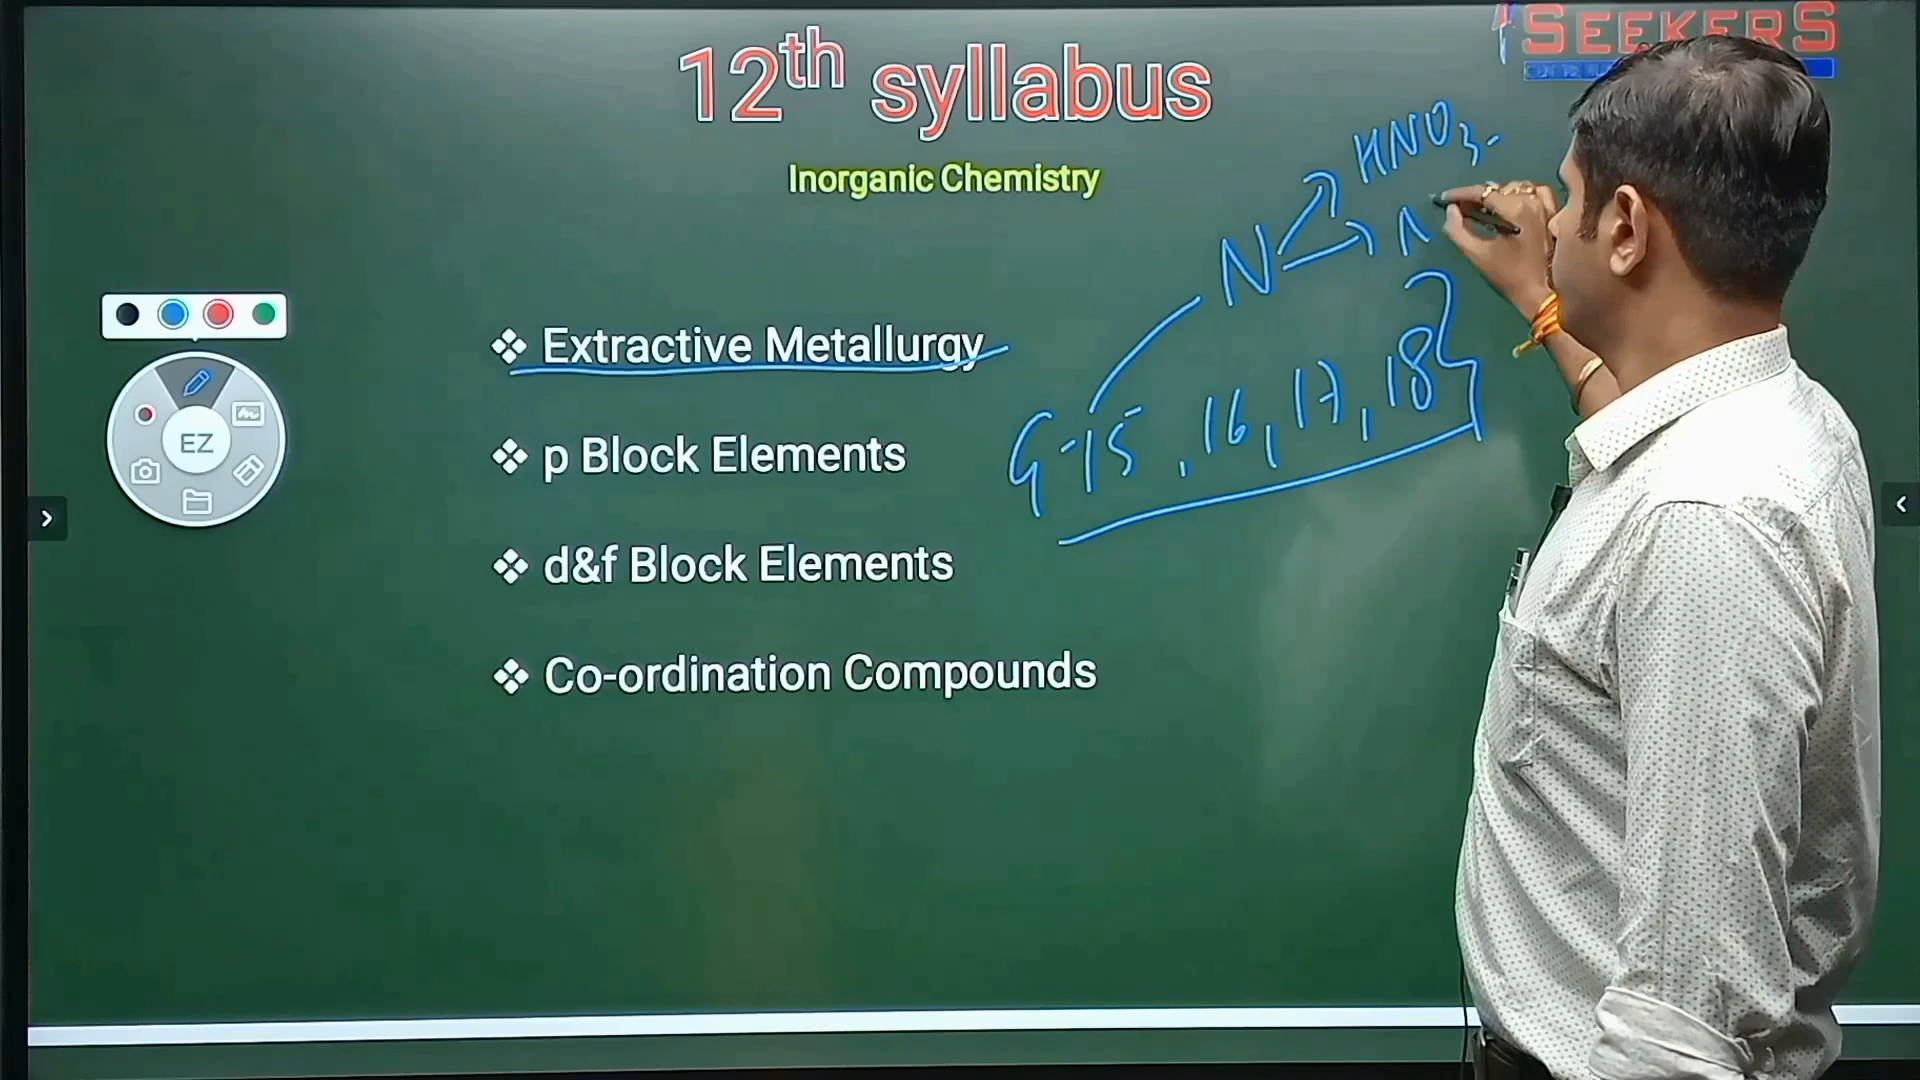 SEEKERS
12th syllabus
Inorganic Chemistry
HNO3
N
N
❖ Extractive Metallurgy
❖ p Block Elements
G-15, 16, 17, 18
❖ d&f Block Elements
❖ Co-ordination Compounds
EZ